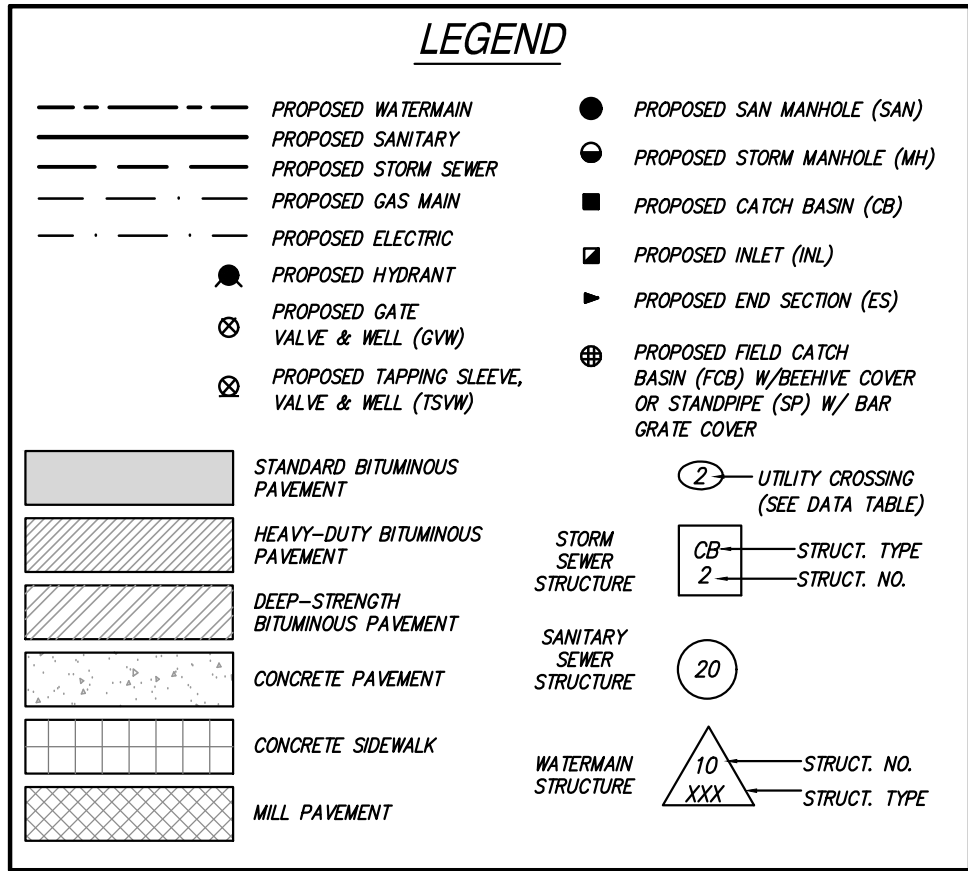 LEGEND
PROPOSED WATERMAIN
PROPOSED SANITARY
PROPOSED STORM SEWER
PROPOSED GAS MAIN
PROPOSED ELECTRIC
PROPOSED HYDRANT
PROPOSED GATE
VALVE & WELL (GVW)
PROPOSED TAPPING SLEEVE,
VALVE & WELL (TSVW)
PROPOSED SAN MANHOLE (SAN)
PROPOSED STORM MANHOLE (MH)
PROPOSED CATCH BASIN (CB)
PROPOSED INLET (INL)
PROPOSED END SECTION (ES)
PROPOSED FIELD CATCH
BASIN (FCB) W/BEEHIVE COVER
OR STANDPIPE (SP) W/ BAR
GRATE COVER
STANDARD BITUMINOUS
PAVEMENT
HEAVY-DUTY BITUMINOUS
PAVEMENT
DEEP-STRENGTH
BITUMINOUS PAVEMENT
CONCRETE PAVEMENT
CONCRETE SIDEWALK
MILL PAVEMENT
2
UTILITY CROSSING
(SEE DATA TABLE)
STORM
SEWER
STRUCTURE
CB
2
STRUCT. TYPE
STRUCT. NO.
SANITARY
SEWER
STRUCTURE
20
WATERMAIN
STRUCTURE
10
XXX
STRUCT. NO.
STRUCT. TYPE